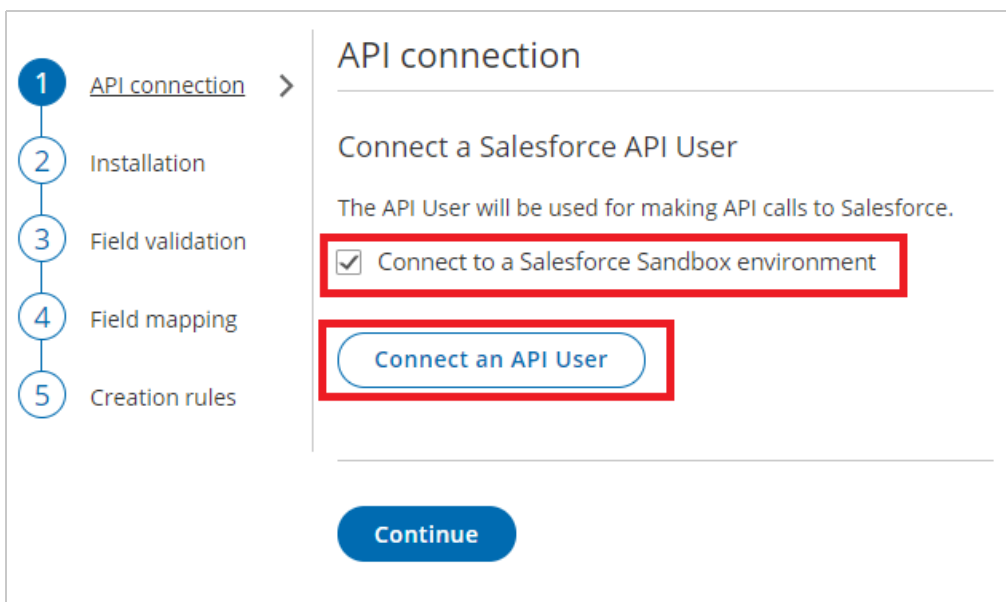 1 API connection
2 Installation
3 Field validation
4 Field mapping
5 Creation rules
API connection
Connect a Salesforce API User
The API User will be used for making API calls to Salesforce.
Connect to a Salesforce Sandbox environment
Connect an API User
Continue